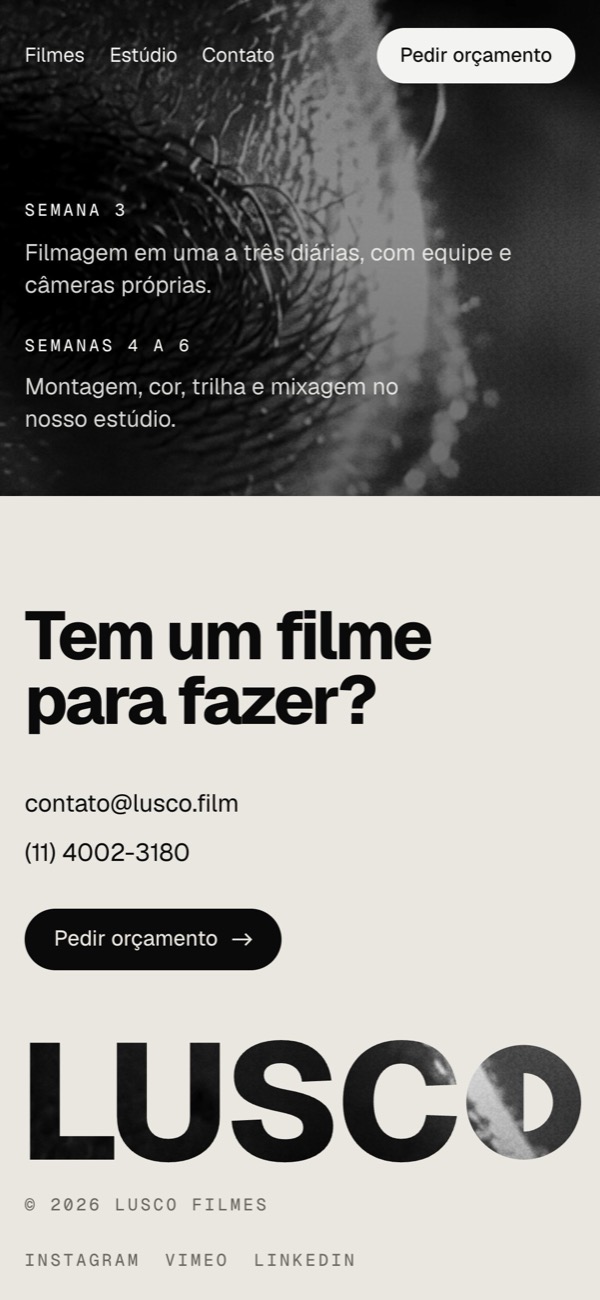 Filmes Estúdio Contato Pedir orçamento
SEMANA 3
Filmagem em uma a três diárias, com equipe e
câmeras próprias.
SEMANAS 4 A 6
Montagem, cor, trilha e mixagem no
nosso estúdio.
Tem um filme
para fazer?
contato@lusco.film
(11) 4002-3180
Pedir orçamento →
LUSCO
© 2026 LUSCO FILMES
INSTAGRAM VIMEO LINKEDIN